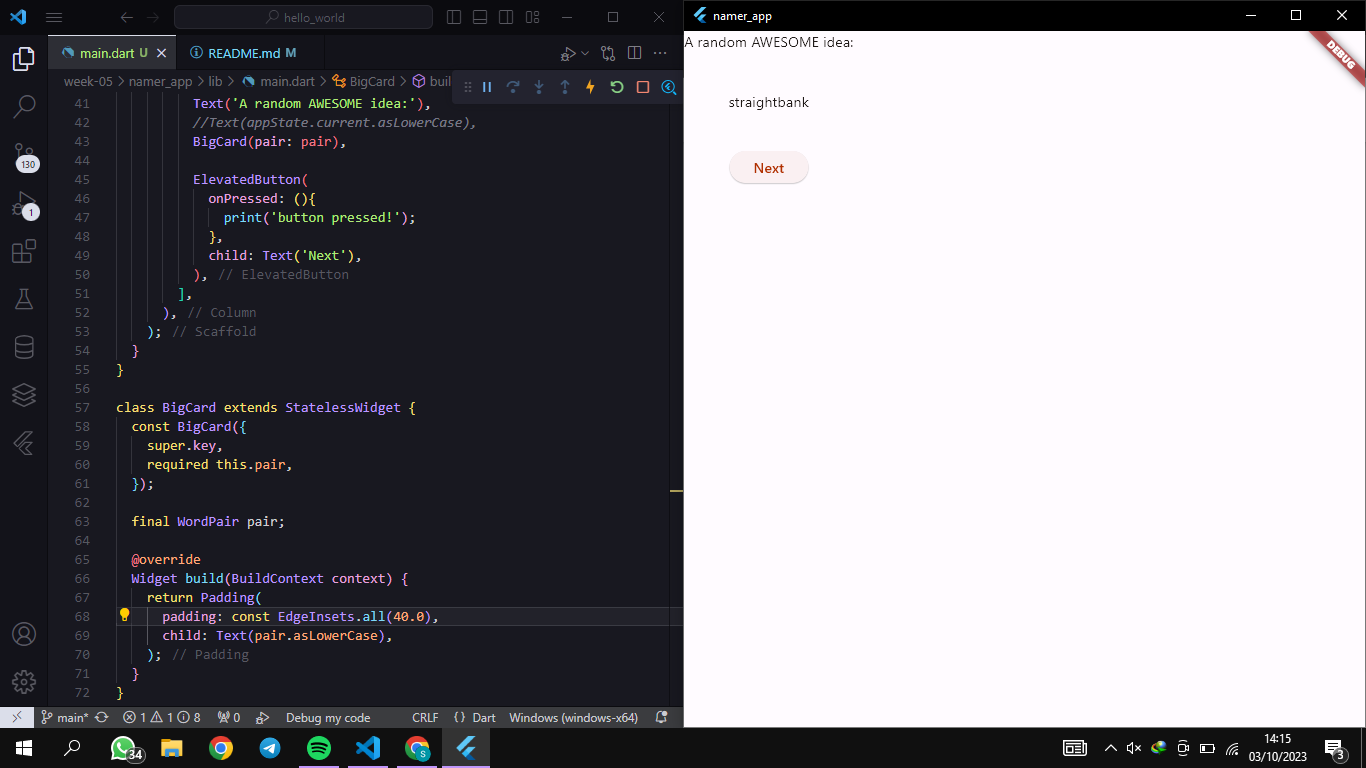 hello_world
namer_app
main.dart U
README.md M
week-05 > namer_app > lib > main.dart > BigCard > buil
41 Text('A random AWESOME idea:'),
42 //Text(appState.current.asLowerCase),
43 BigCard(pair: pair),
44
45 ElevatedButton(
46 onPressed: (){
47 print('button pressed!');
48 },
49 child: Text('Next'),
50 ), // ElevatedButton
51 ],
52 ), // Column
53 ); // Scaffold
54 }
55 }
56
57 class BigCard extends StatelessWidget {
58 const BigCard({
59 super.key,
60 required this.pair,
61 });
62
63 final WordPair pair;
64
65 @override
66 Widget build(BuildContext context) {
67 return Padding(
68 padding: const EdgeInsets.all(40.0),
69 child: Text(pair.asLowerCase),
70 ); // Padding
71 }
72 }
130
1
A random AWESOME idea:
DEBUG
straightbank
Next
main* 1 1 8 0 Debug my code CRLF {} Dart Windows (windows-x64)
34
S
14:15
03/10/2023
3